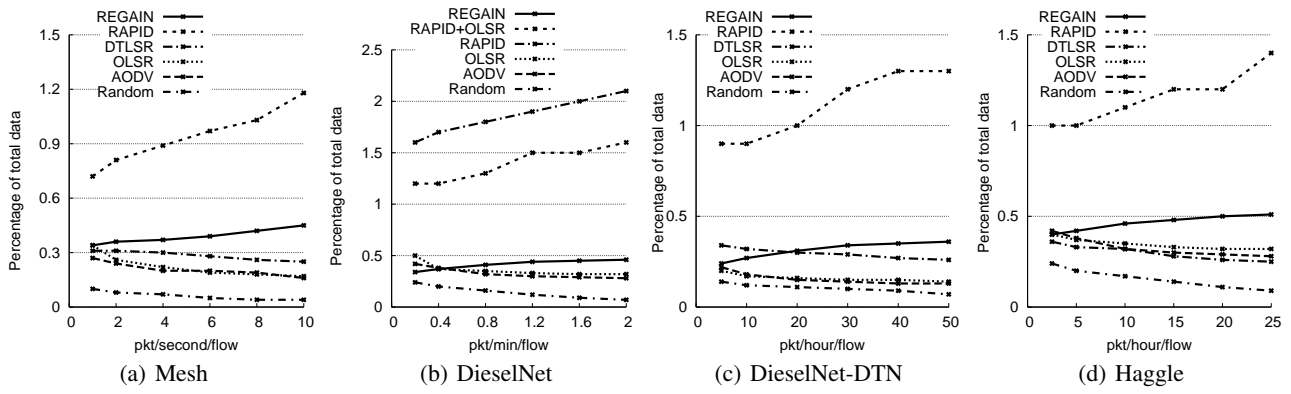 REGAIN
RAPID
DTLSR
OLSR
AODV
Random
1.5
1.2
0.9
0.6
0.3
0
Percentage of total data
0 2 4 6 8 10
pkt/second/flow
(a) Mesh
REGAIN
RAPID+OLSR
RAPID
OLSR
AODV
Random
2.5
2
1.5
1
0.5
0
Percentage of total data
0 0.4 0.8 1.2 1.6 2
pkt/min/flow
(b) DieselNet
REGAIN
RAPID
DTLSR
OLSR
AODV
Random
1.5
1
0.5
0
Percentage of total data
0 10 20 30 40 50
pkt/hour/flow
(c) DieselNet-DTN
REGAIN
RAPID
DTLSR
OLSR
AODV
Random
1.5
1
0.5
0
Percentage of total data
0 5 10 15 20 25
pkt/hour/flow
(d) Haggle